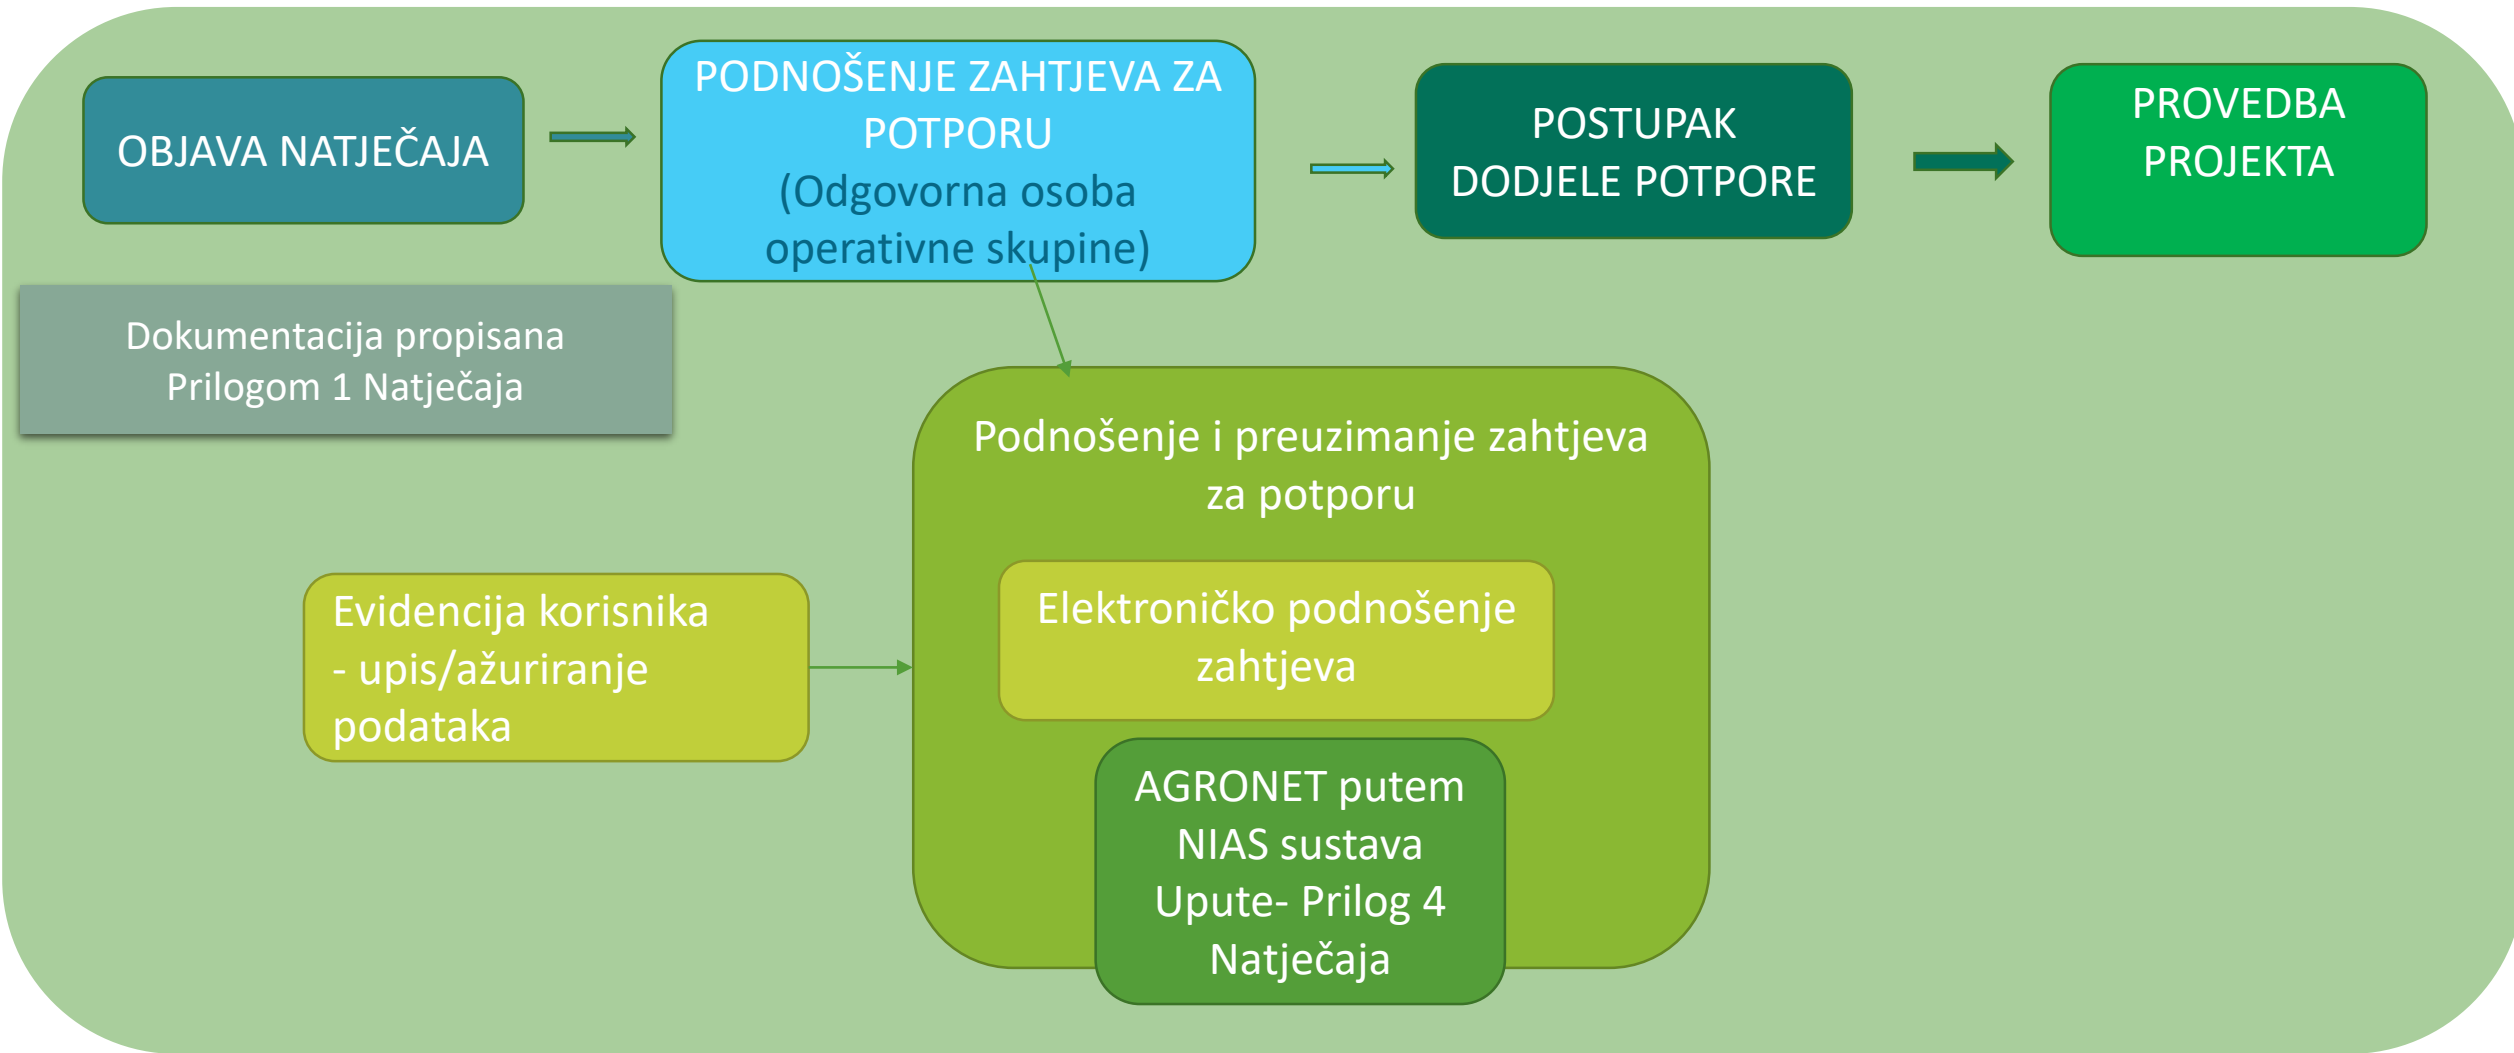 OBJAVA NATJEČAJA
PODNOŠENJE ZAHTJEVA ZA
POTPORU
(Odgovorna osoba
operativne skupine)
POSTUPAK
DODJELE POTPORE
PROVEDBA
PROJEKTA
Dokumentacija propisana
Prilogom 1 Natječaja
Podnošenje i preuzimanje zahtjeva
za potporu
Evidencija korisnika
- upis/ažuriranje
podataka
Elektroničko podnošenje
zahtjeva
AGRONET putem
NIAS sustava
Upute- Prilog 4
Natječaja